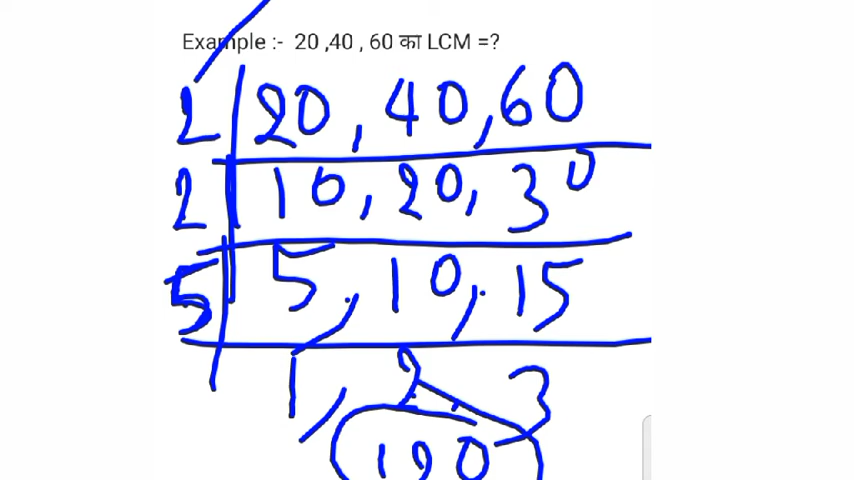 Example :- 20 ,40 , 60 का LCM =?
2 | 20, 40, 60
2 | 10, 20, 30
5 | 5, 10, 15
1, 2 3
120